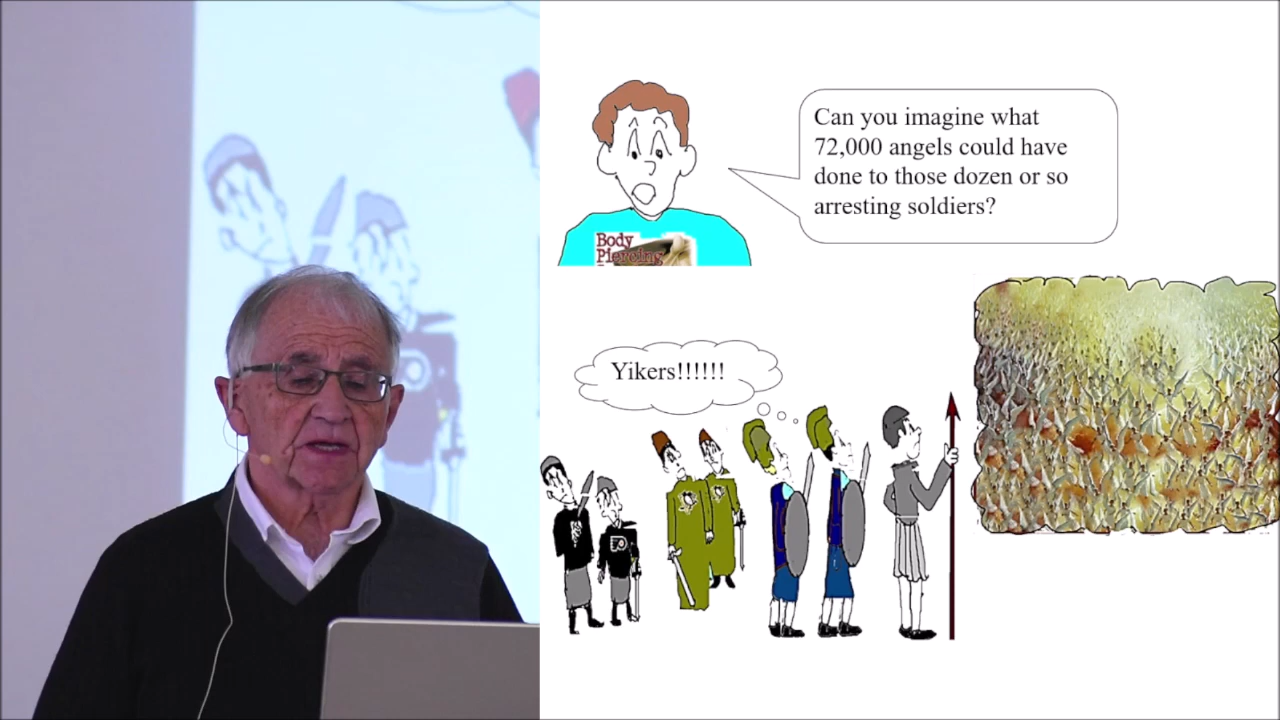 Can you imagine what
72,000 angels could have
done to those dozen or so
arresting soldiers?
Body
Piercing
Yikers!!!!!!